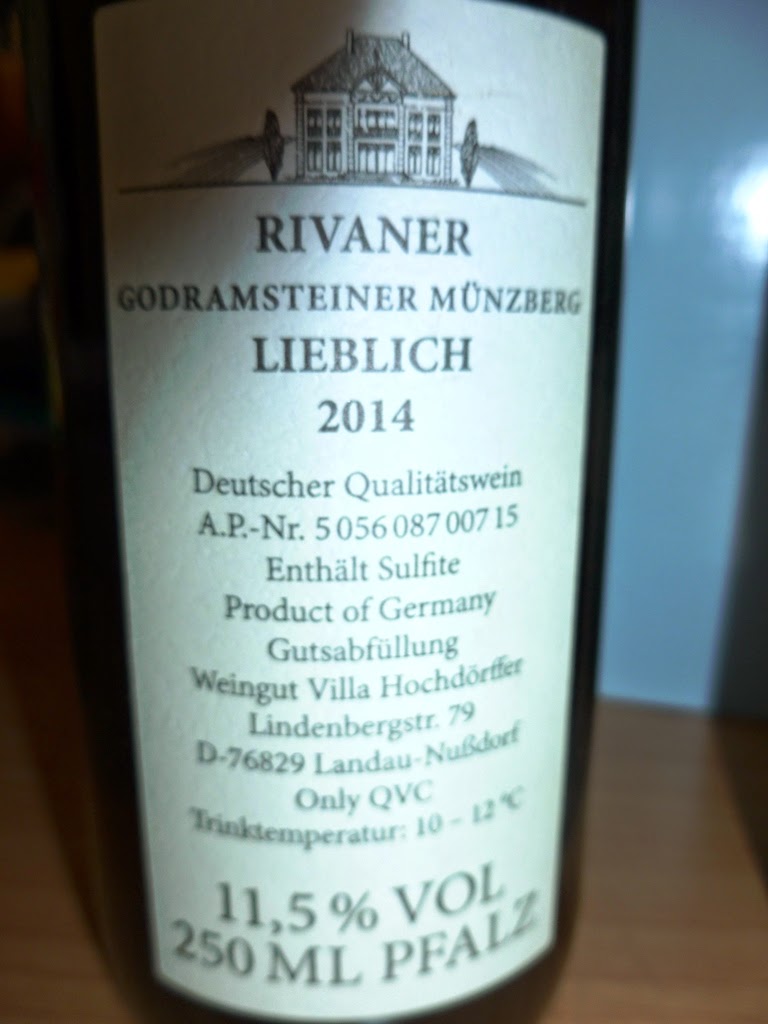 RIVANER
GODRAMSTEINER MÜNZBERG
LIEBLICH
2014
Deutscher Qualitätswein
A.P.-Nr. 5 056 087 007 15
Enthält Sulfite
Product of Germany
Gutsabfüllung
Weingut Villa Hochdörffer
Lindenbergstr. 79
D-76829 Landau-Nußdorf
Only QVC
Trinktemperatur: 10 – 12 °C
11,5 % VOL
250 ML PFALZ